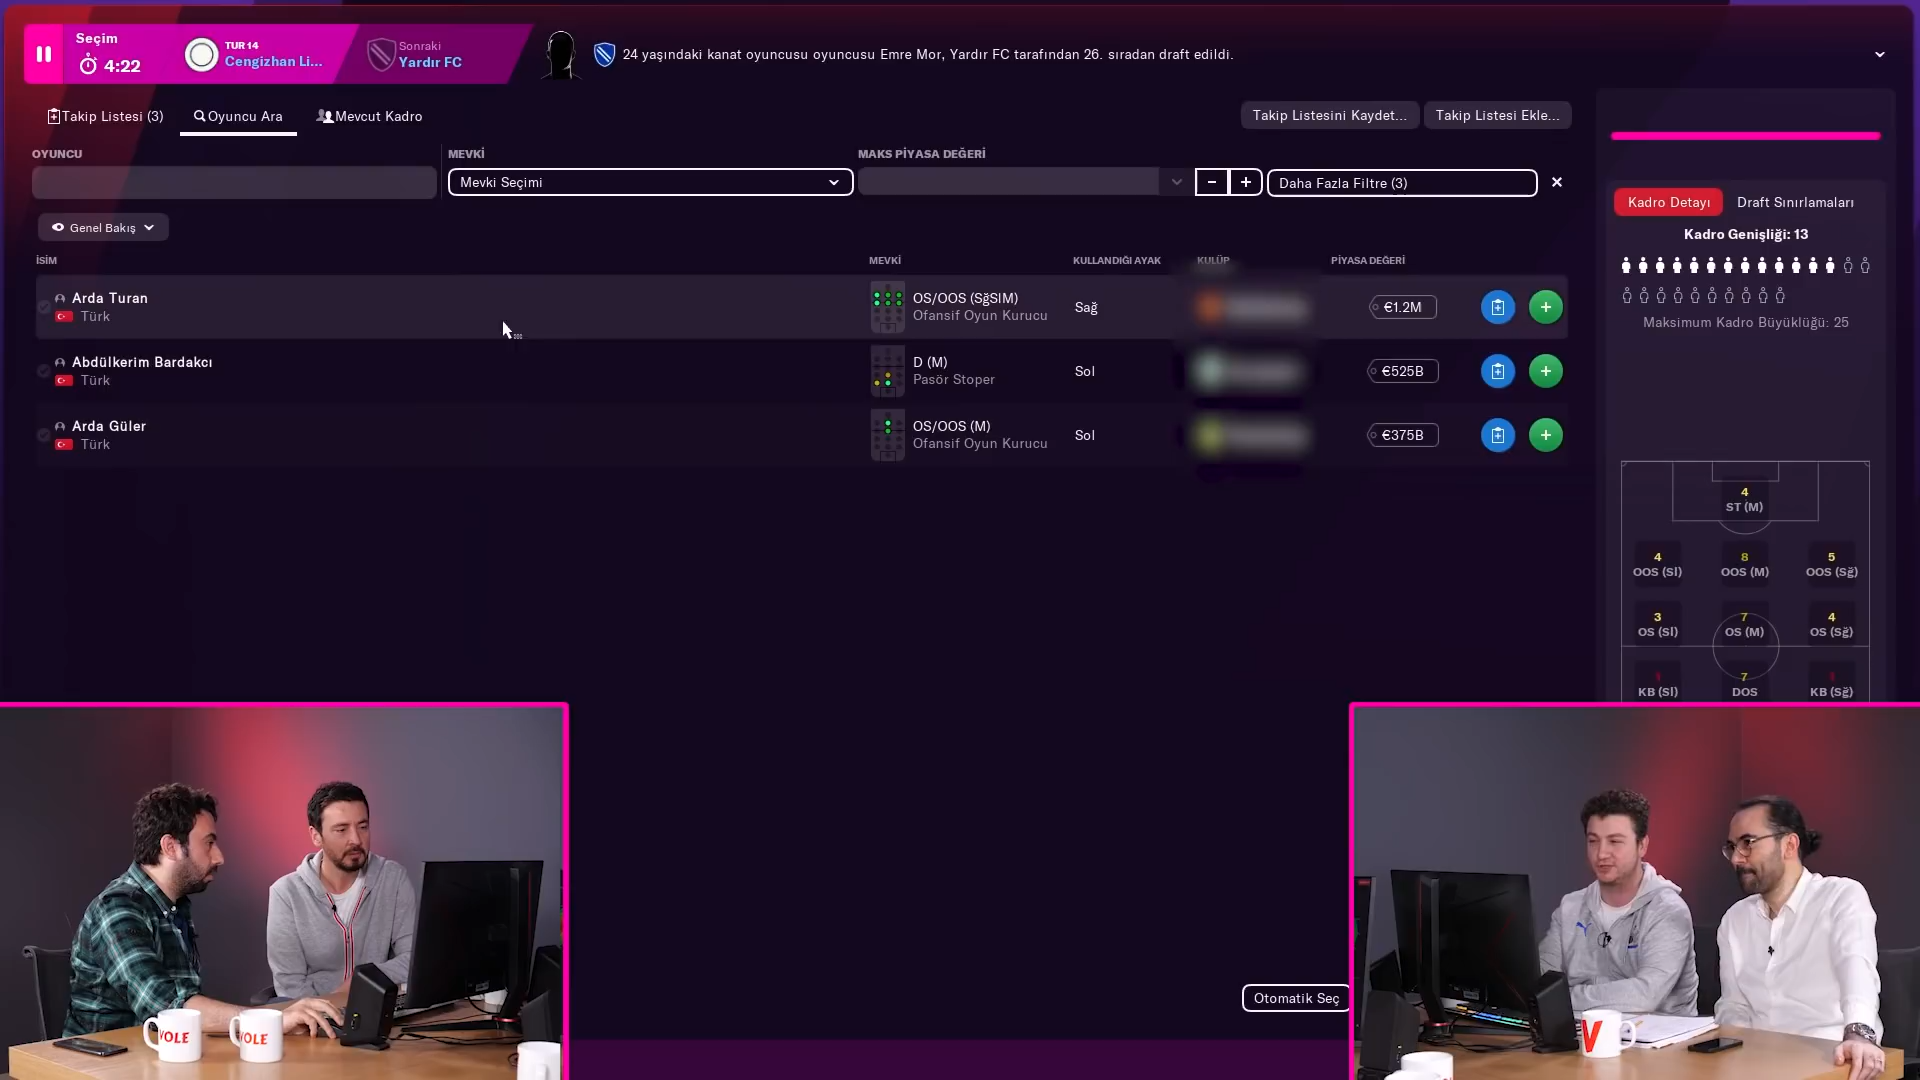 Seçim
4:22
TUR 14
Cengizhan Li...
Sonraki
Yardır FC
24 yaşındaki kanat oyuncusu oyuncusu Emre Mor, Yardır FC tarafından 26. sıradan draft edildi.
Takip Listesi (3)
Oyuncu Ara
Mevcut Kadro
Takip Listesini Kaydet...
Takip Listesi Ekle...
OYUNCU
MEVKİ
MAKS PİYASA DEĞERİ
Mevki Seçimi
Daha Fazla Filtre (3)
Genel Bakış
İSİM
MEVKİ
KULLANDIĞI AYAK
KULÜP
PİYASA DEĞERİ
Arda Turan
Türk
OS/OOS (SğSlM)
Ofansif Oyun Kurucu
Sağ
€1.2M
Abdülkerim Bardakcı
Türk
D (M)
Pasör Stoper
Sol
€525B
Arda Güler
Türk
OS/OOS (M)
Ofansif Oyun Kurucu
Sol
€375B
Kadro Detayı
Draft Sınırlamaları
Kadro Genişliği: 13
Maksimum Kadro Büyüklüğü: 25
4
ST (M)
4
OOS (Sl)
8
OOS (M)
5
OOS (Sğ)
3
OS (Sl)
7
OS (M)
4
OS (Sğ)
KB (Sl)
7
DOS
KB (Sğ)
Otomatik Seç
VOLE
VOLE
V